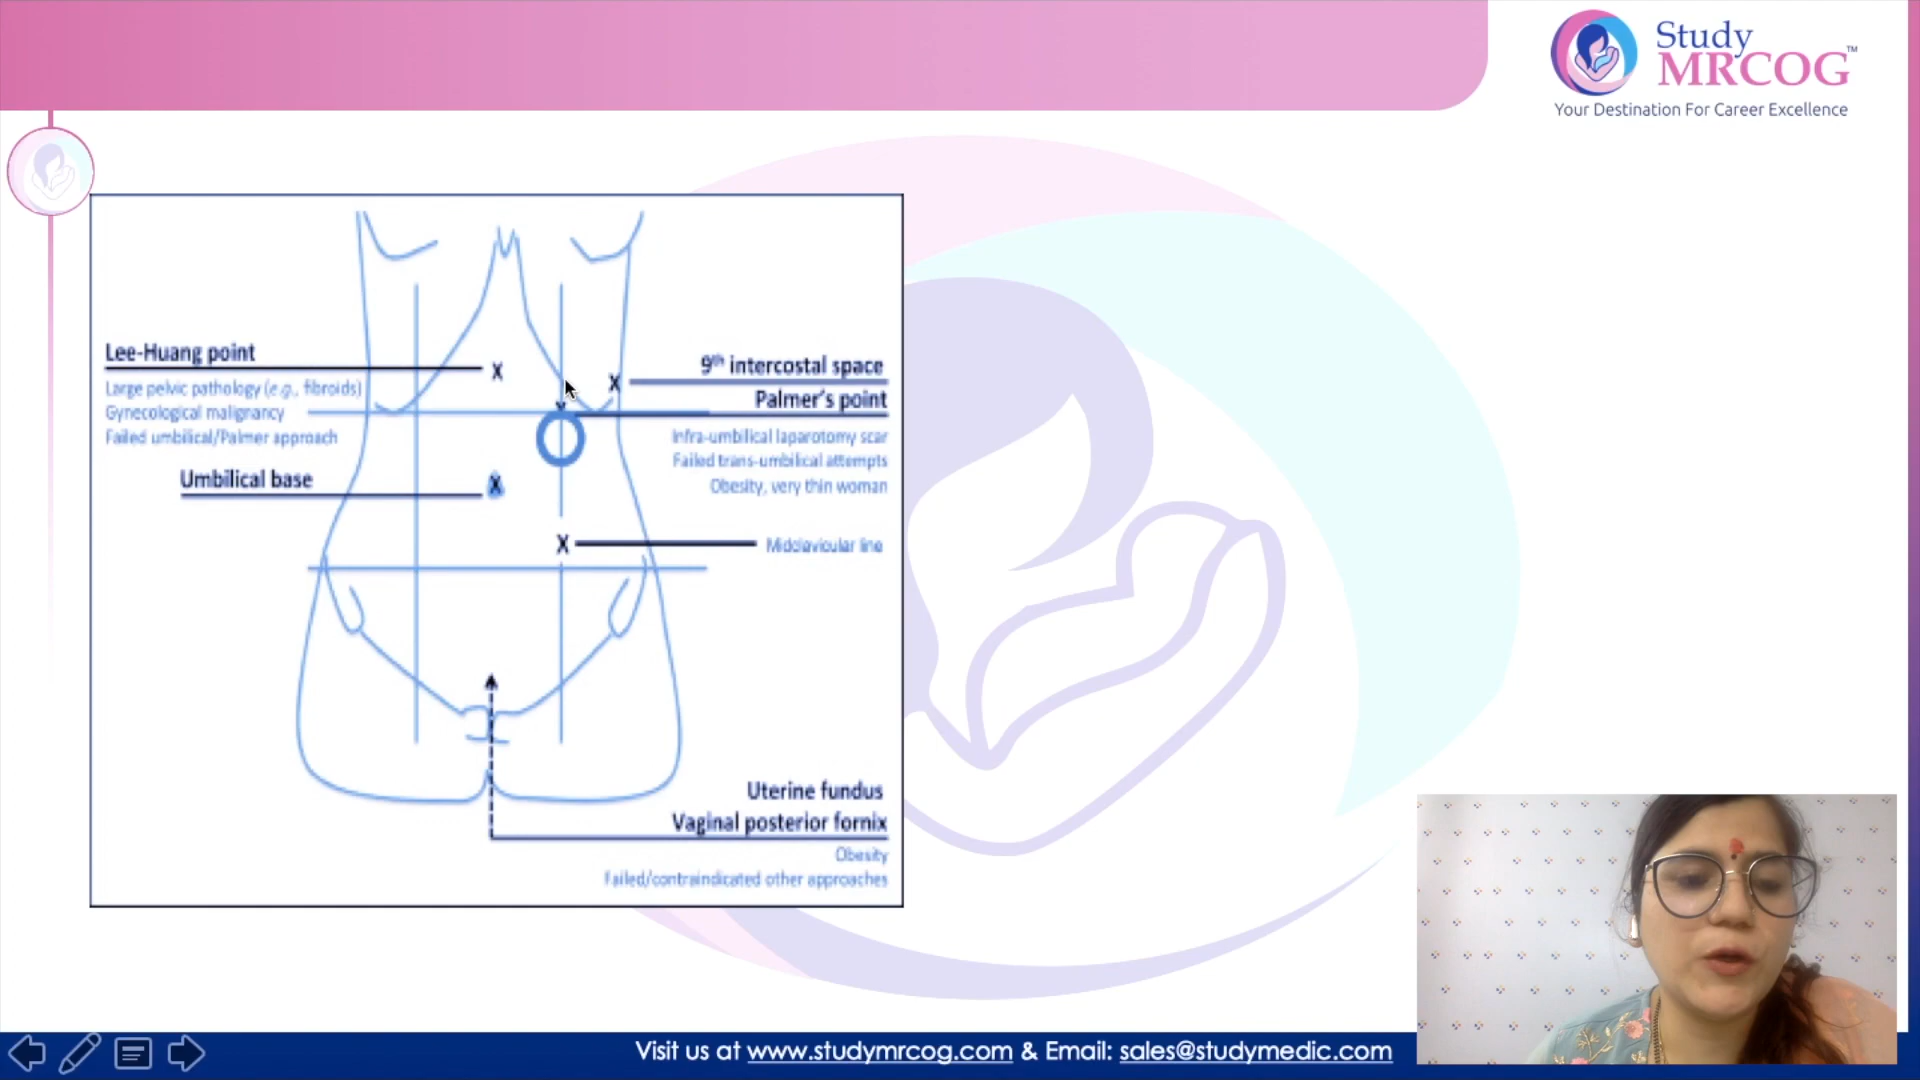 Study
MRCOG™
Your Destination For Career Excellence
Lee-Huang point
Large pelvic pathology (e.g., fibroids)
Gynecological malignancy
Failed umbilical/Palmer approach
Umbilical base
X
X
X
X
9th intercostal space
Palmer's point
Infra-umbilical laparotomy scar
Failed trans-umbilical attempts
Obesity, very thin woman
Midclavicular line
Uterine fundus
Vaginal posterior fornix
Obesity
Failed/contraindicated other approaches
Visit us at www.studymrcog.com & Email: sales@studymedic.com